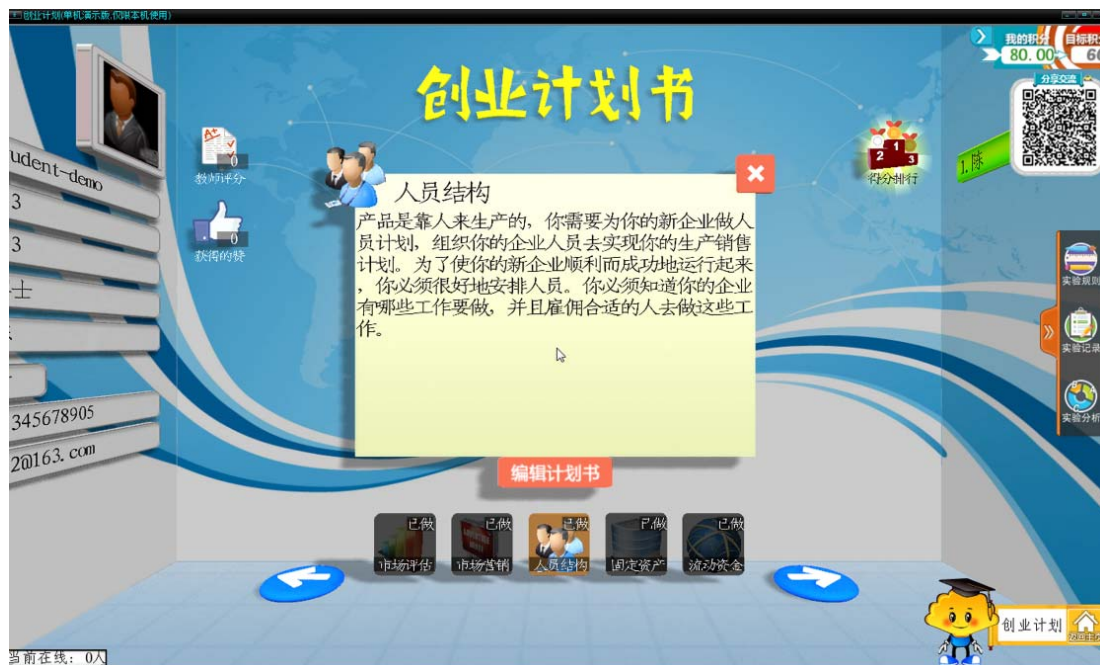 创业计划(单机演示版,仅限本机使用)
我的积分
目标积
80.00
60
分享交流
创业计划书
教师评分
0
获得的赞
0
得分排行
1.陈
udent-demo
3
3
士
345678905
2@163.com
人员结构
产品是靠人来生产的，你需要为你的新企业做人
员计划，组织你的企业人员去实现你的生产销售
计划。为了使你的新企业顺利而成功地运行起来
，你必须很好地安排人员。你必须知道你的企业
有哪些工作要做，并且雇佣合适的人去做这些工
作。
编辑计划书
实验规则
实验记录
实验分析
已做
市场评估
已做
市场营销
已做
人员结构
已做
固定资产
已做
流动资金
创业计划
当前在线：0人